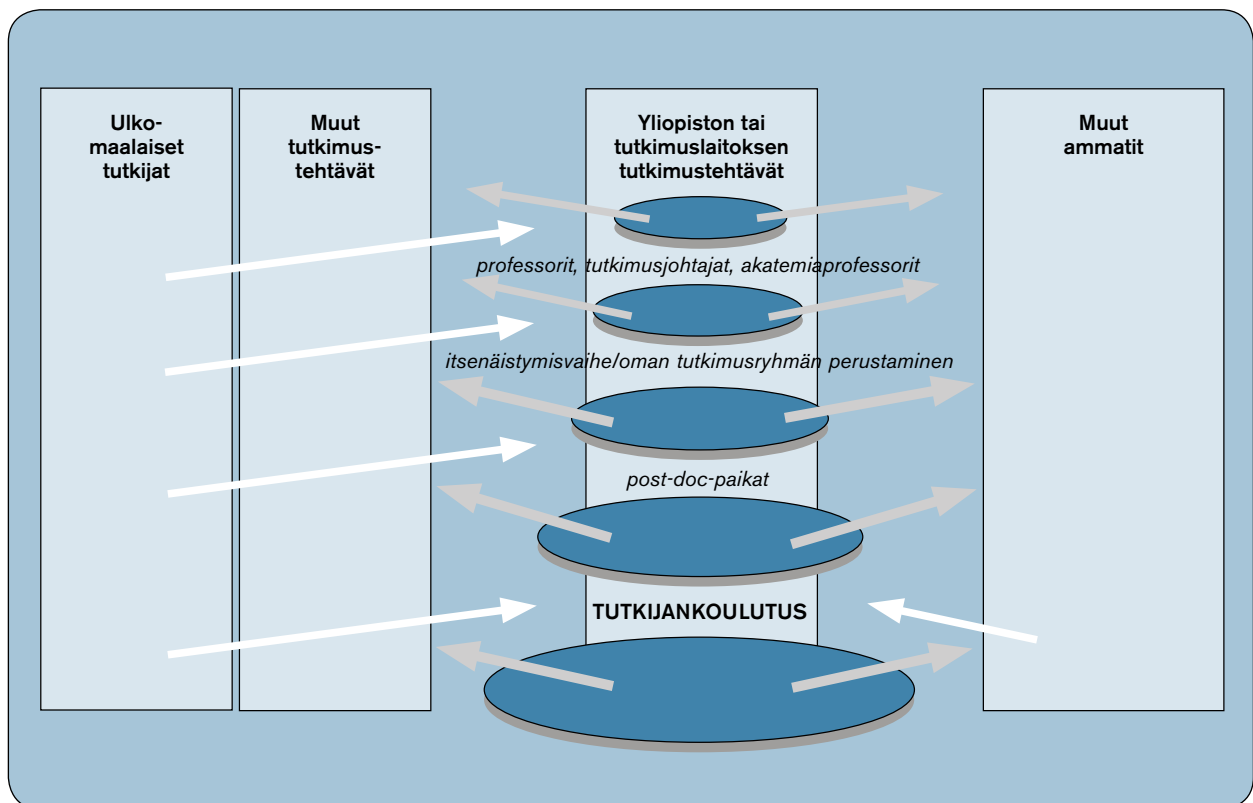 Ulko-
maalaiset
tutkijat
Muut
tutkimus-
tehtävät
Yliopiston tai
tutkimuslaitoksen
tutkimustehtävät
Muut
ammatit
professorit, tutkimusjohtajat, akatemiaprofessorit
itsenäistymisvaihe/oman tutkimusryhmän perustaminen
post-doc-paikat
TUTKIJANKOULUTUS